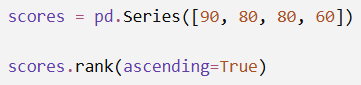 scores = pd.Series([90, 80, 80, 60])
scores.rank(ascending=True)